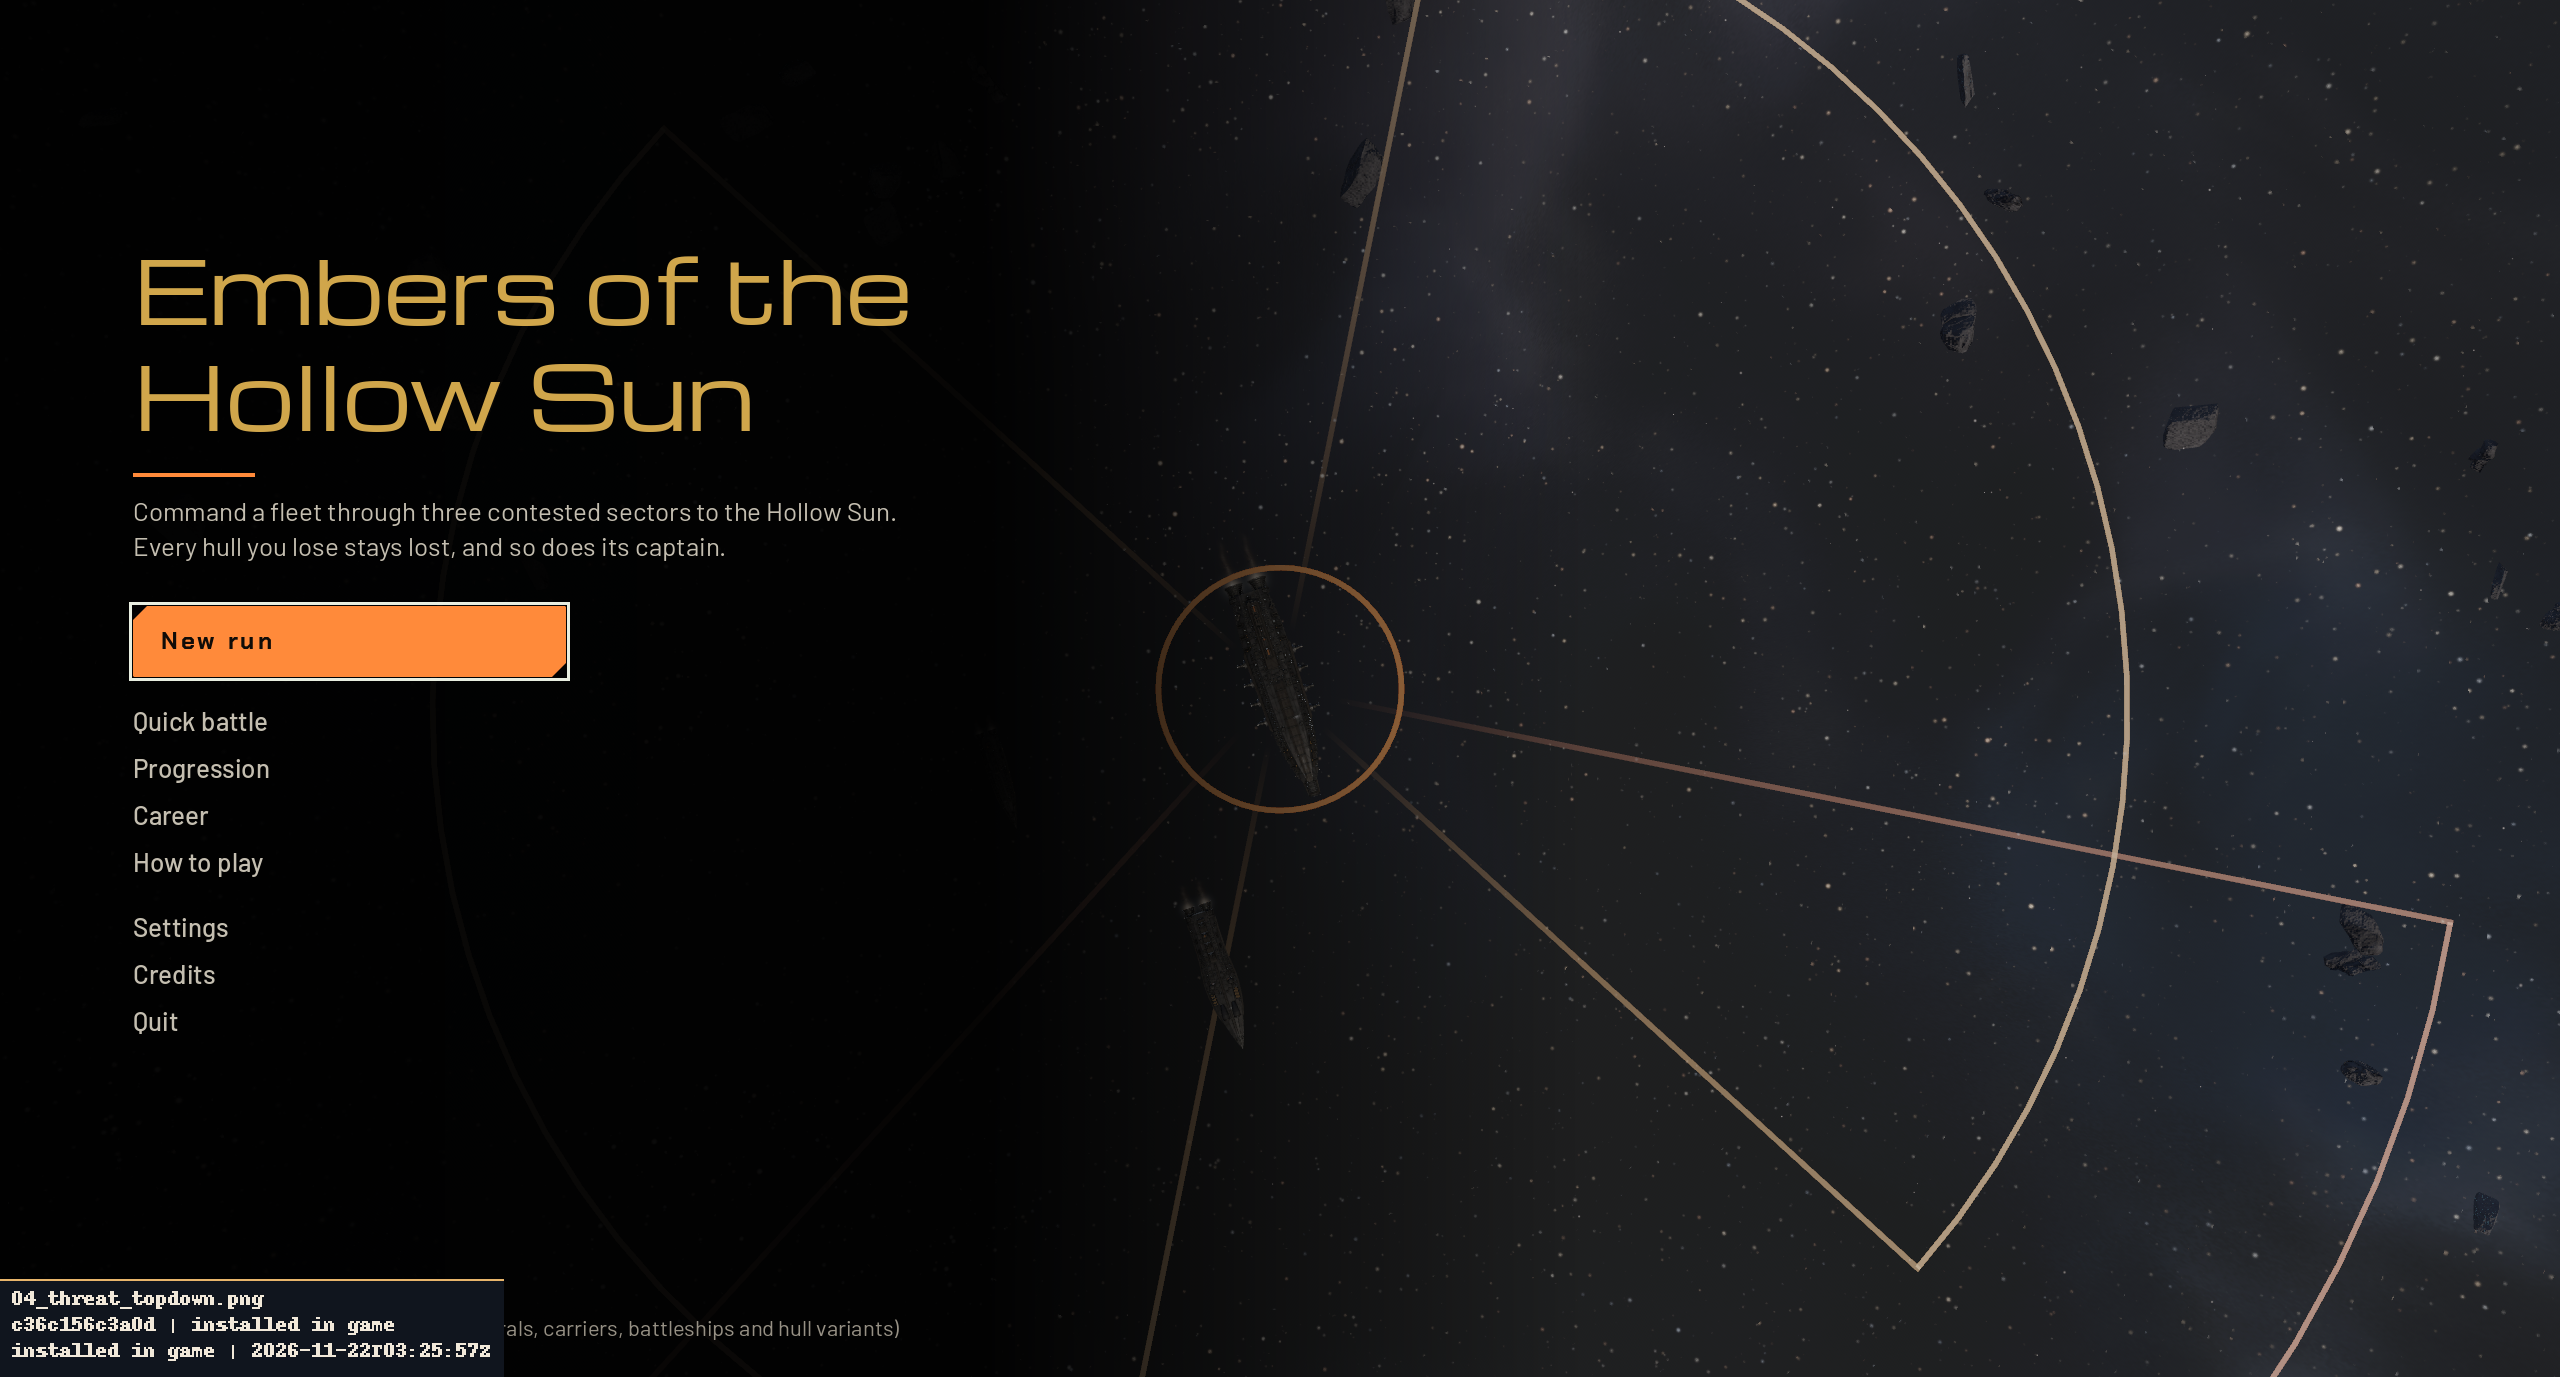 Embers of the
Hollow Sun
Command a fleet through three contested sectors to the Hollow Sun.
Every hull you lose stays lost, and so does its captain.
New run
Quick battle
Progression
Career
How to play
Settings
Credits
Quit
04_threat_topdown.png
c36c156c3a0d | installed in game
installed in game | 2026-11-22T03:25:57Z
carriers, battleships and hull variants)